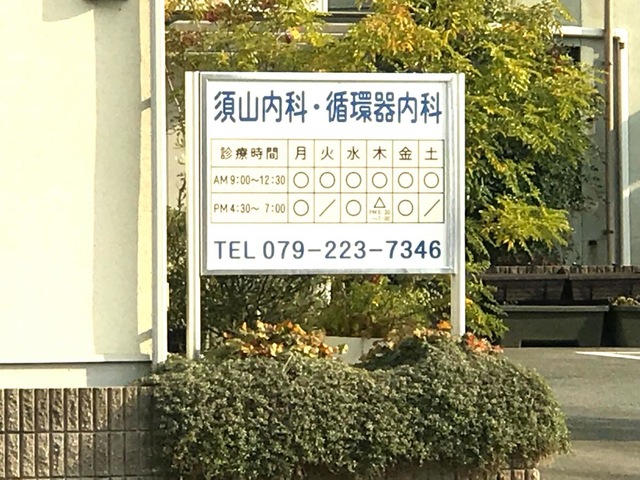 須山内科・循環器内科
診療時間 月 火 水 木 金 土
AM 9:00～12:30 ○ ○ ○ ○ ○ ○
PM 4:30～ 7:00 ○ ／ ○ △ ○ ／
TEL 079-223-7346